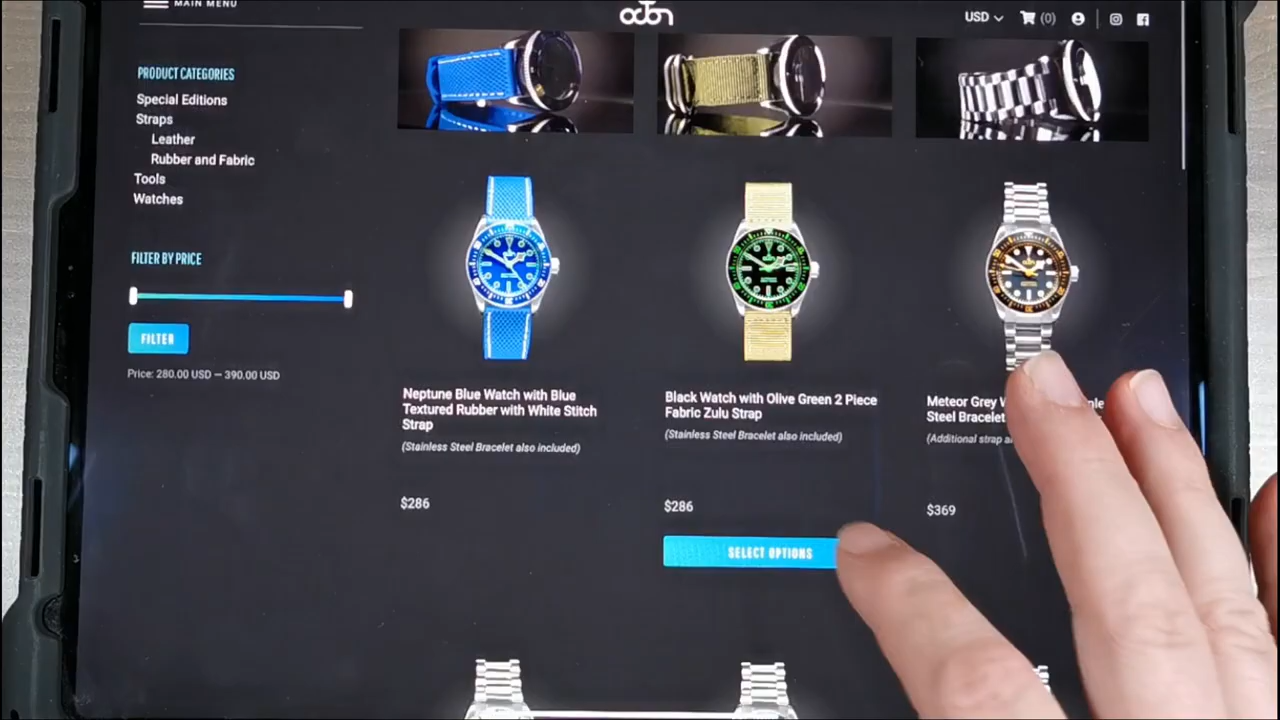 MAIN MENU
odin
USD
(0)
PRODUCT CATEGORIES
Special Editions
Straps
Leather
Rubber and Fabric
Tools
Watches
FILTER BY PRICE
FILTER
Price: 280.00 USD — 390.00 USD
Neptune Blue Watch with Blue
Textured Rubber with White Stitch
Strap
(Stainless Steel Bracelet also included)
$286
Black Watch with Olive Green 2 Piece
Fabric Zulu Strap
(Stainless Steel Bracelet also included)
$286
SELECT OPTIONS
Meteor Grey
Steel Bracelet
(Additional strap
$369